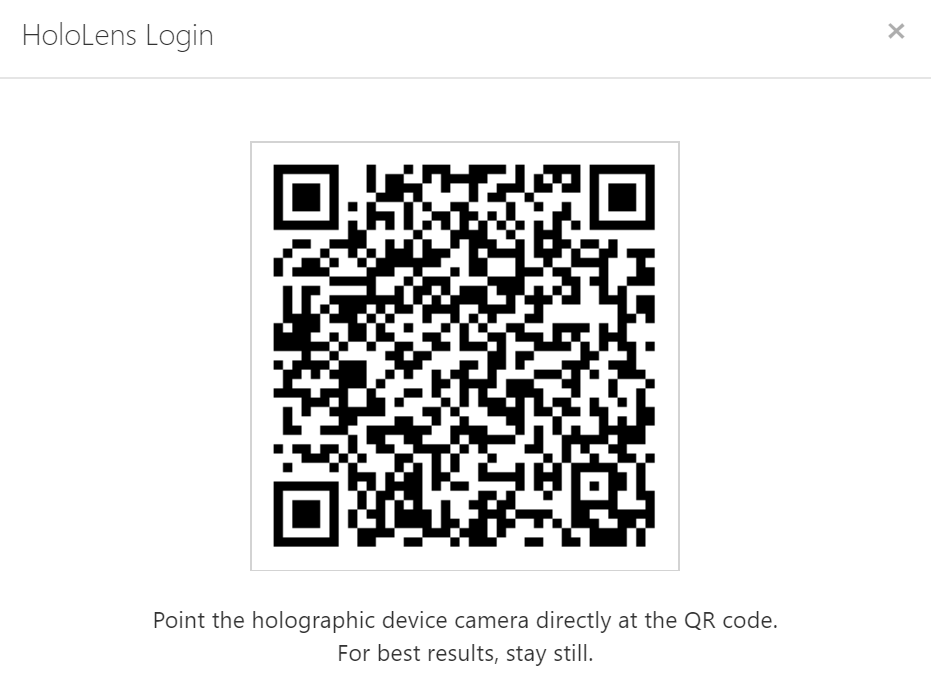 HoloLens Login
Point the holographic device camera directly at the QR code.
For best results, stay still.